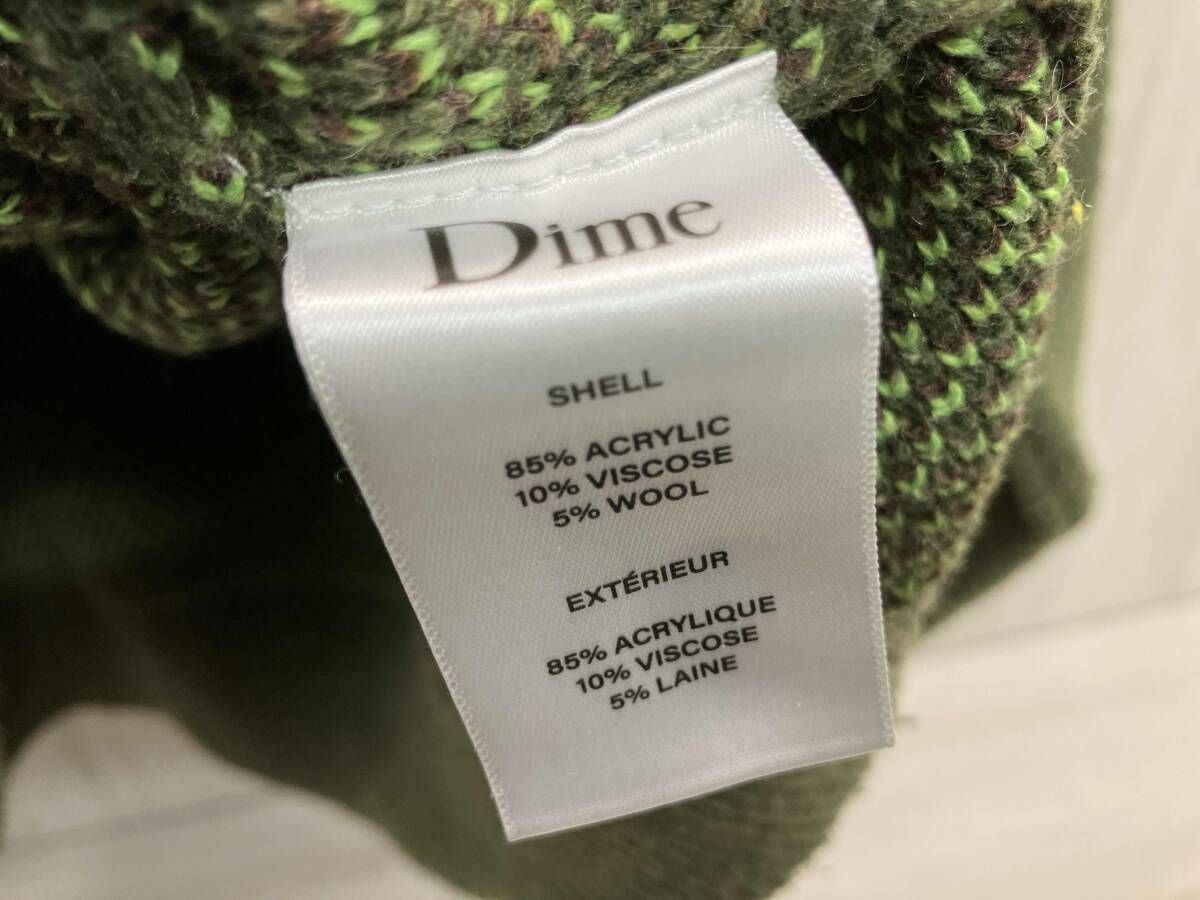 Dime
SHELL
85% ACRYLIC
10% VISCOSE
5% WOOL
EXTÉRIEUR
85% ACRYLIQUE
10% VISCOSE
5% LAINE